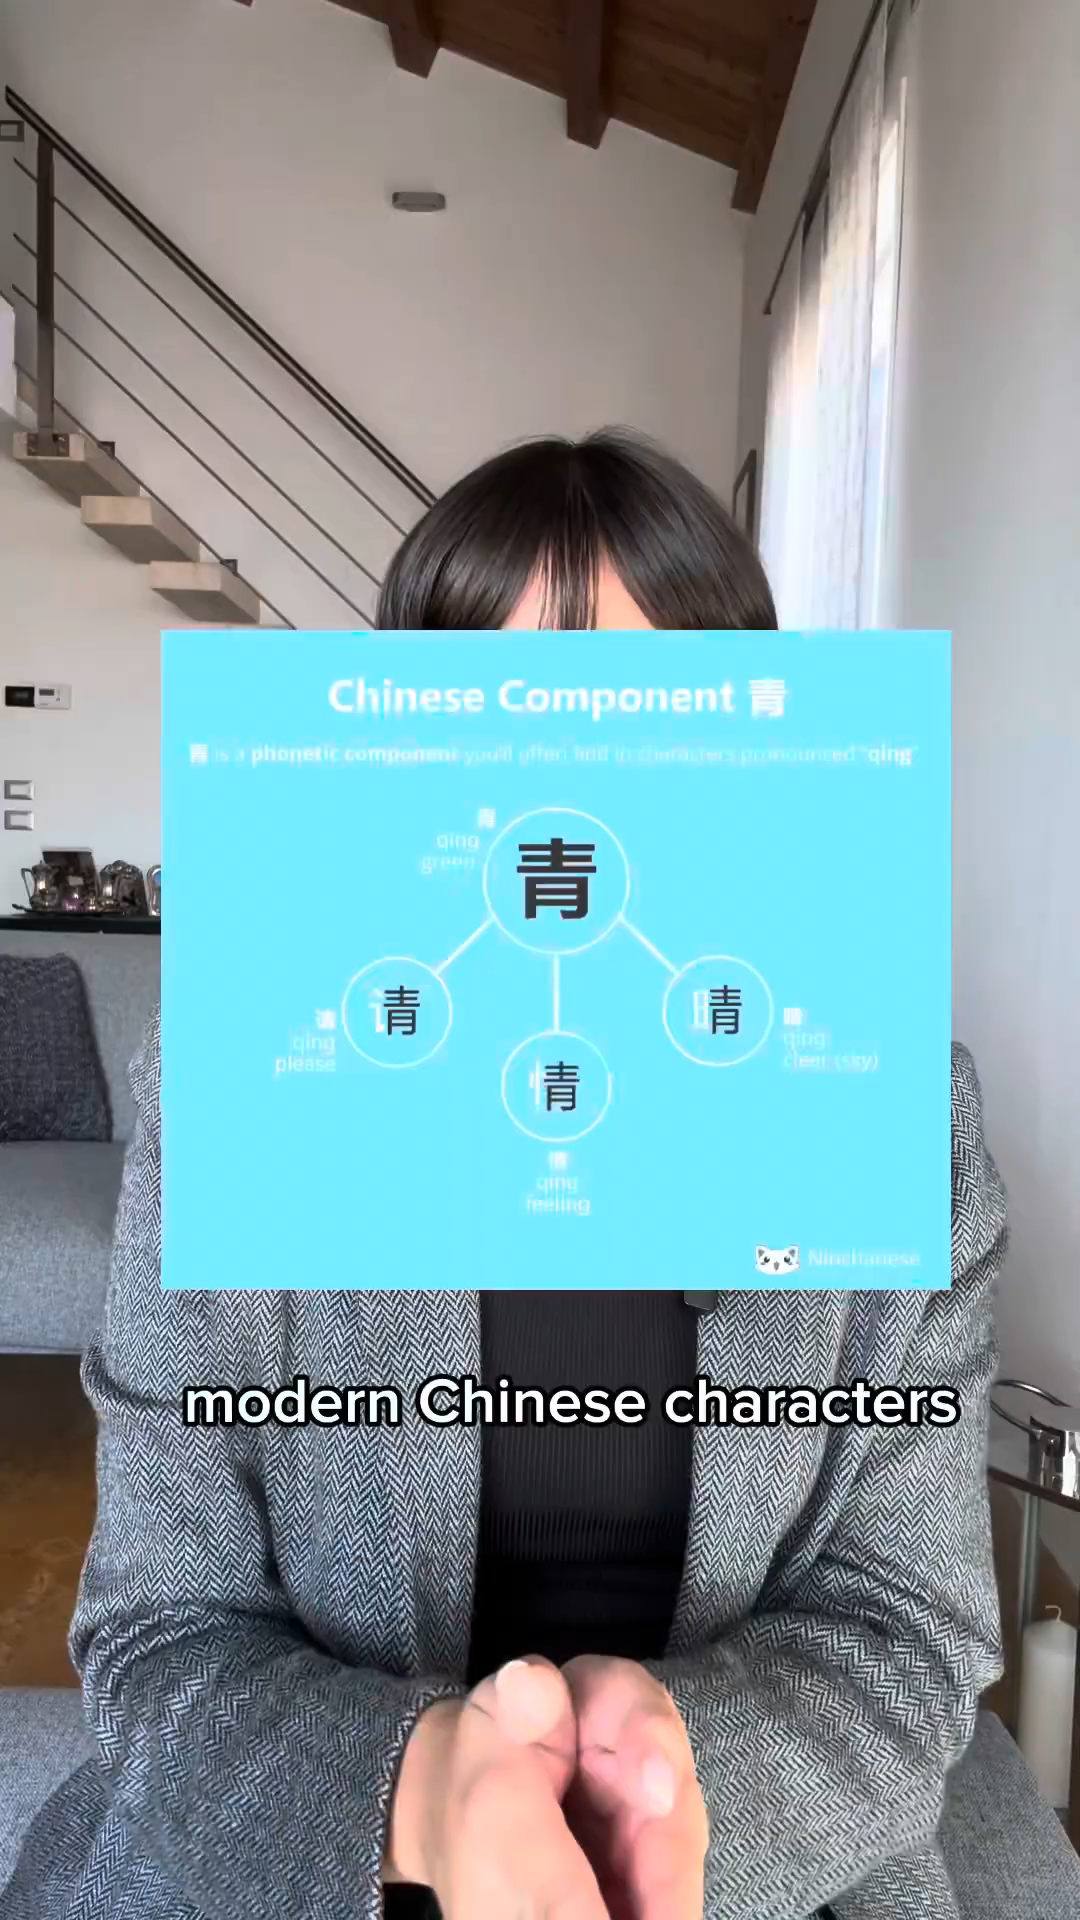 Chinese Component 青
青 is a phonetic component you'll often find in characters pronounced "qing"
青
qing
green
青
请
晴
请
qing
please
晴
qing
clear (sky)
情
情
qing
feeling
Ninchanese
modern Chinese characters